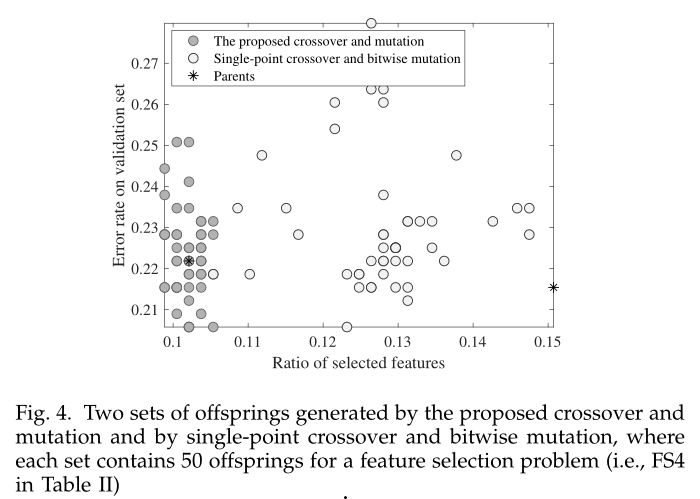 The proposed crossover and mutation
Single-point crossover and bitwise mutation
Parents
0.27
0.26
0.25
0.24
0.23
0.22
0.21
Error rate on validation set
0.1 0.11 0.12 0.13 0.14 0.15
Ratio of selected features
Fig. 4. Two sets of offsprings generated by the proposed crossover and
mutation and by single-point crossover and bitwise mutation, where
each set contains 50 offsprings for a feature selection problem (i.e., FS4
in Table II)